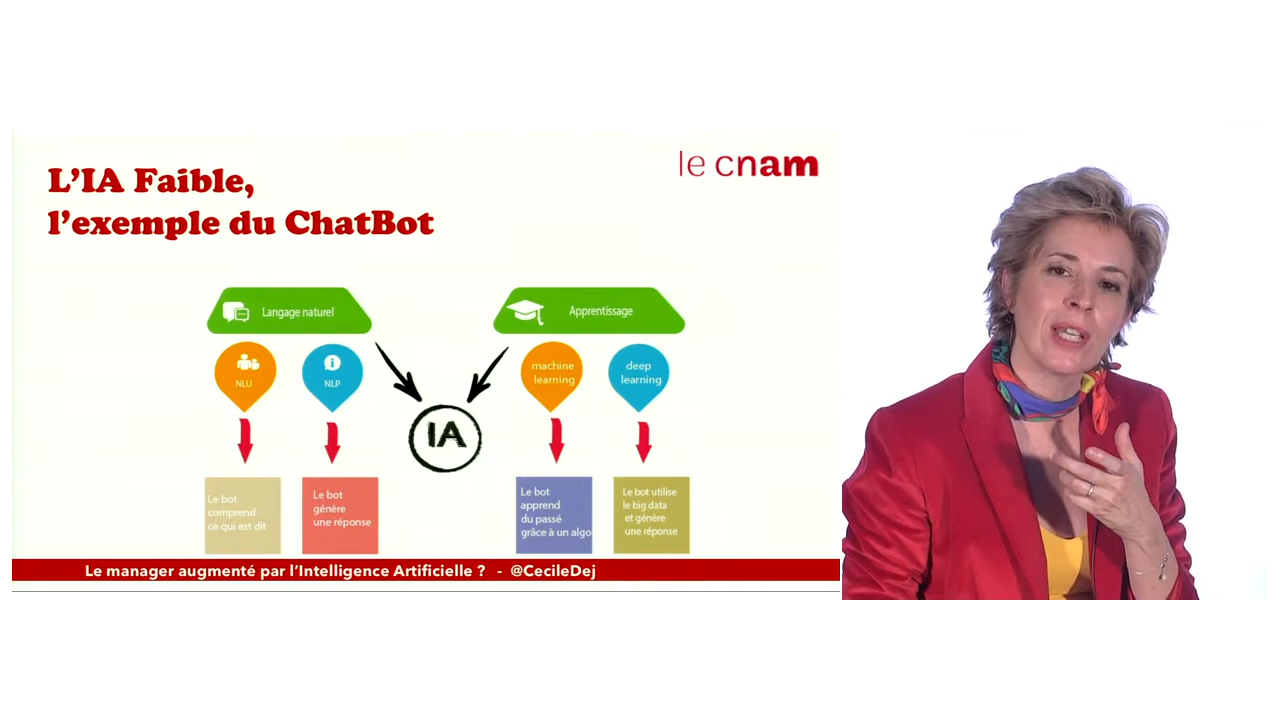 L'IA Faible,
l'exemple du ChatBot
le cnam
Langage naturel
Apprentissage
NLU
NLP
machine
learning
deep
learning
IA
Le bot
comprend
ce qui est dit
Le bot
génère
une réponse
Le bot
apprend
du passé
grâce à un algo
Le bot utilise
le big data
et génère
une réponse
Le manager augmenté par l'Intelligence Artificielle ? - @CecileDej